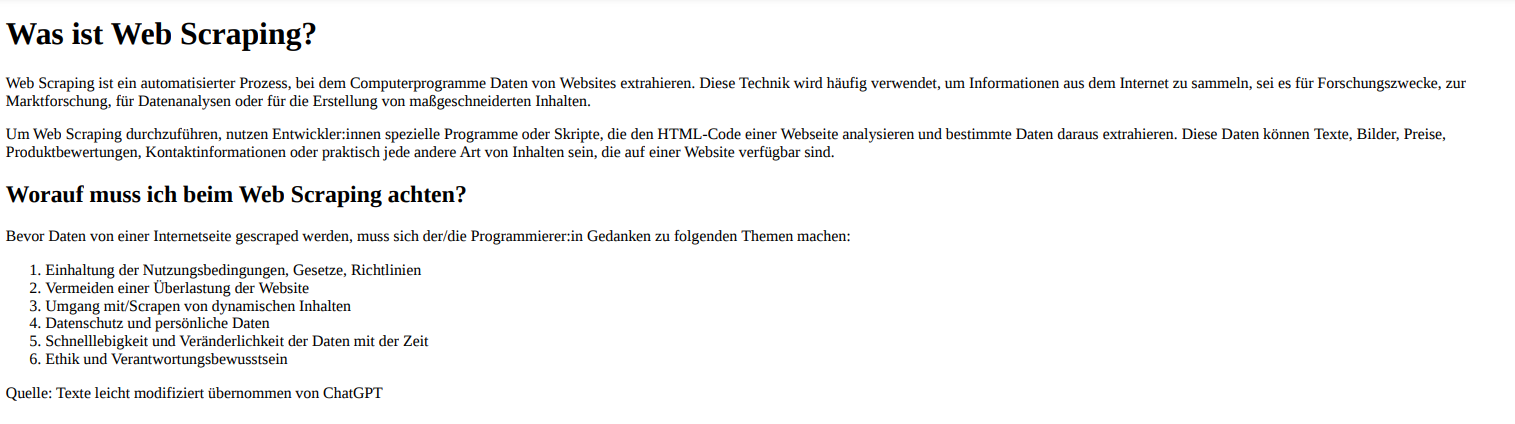 Was ist Web Scraping?
Web Scraping ist ein automatisierter Prozess, bei dem Computerprogramme Daten von Websites extrahieren. Diese Technik wird häufig verwendet, um Informationen aus dem Internet zu sammeln, sei es für Forschungszwecke, zur
Marktforschung, für Datenanalysen oder für die Erstellung von maßgeschneiderten Inhalten.
Um Web Scraping durchzuführen, nutzen Entwickler:innen spezielle Programme oder Skripte, die den HTML-Code einer Webseite analysieren und bestimmte Daten daraus extrahieren. Diese Daten können Texte, Bilder, Preise,
Produktbewertungen, Kontaktinformationen oder praktisch jede andere Art von Inhalten sein, die auf einer Website verfügbar sind.
Worauf muss ich beim Web Scraping achten?
Bevor Daten von einer Internetseite gescraped werden, muss sich der/die Programmierer:in Gedanken zu folgenden Themen machen:
1. Einhaltung der Nutzungsbedingungen, Gesetze, Richtlinien
2. Vermeiden einer Überlastung der Website
3. Umgang mit/Scrapen von dynamischen Inhalten
4. Datenschutz und persönliche Daten
5. Schnelllebigkeit und Veränderlichkeit der Daten mit der Zeit
6. Ethik und Verantwortungsbewusstsein
Quelle: Texte leicht modifiziert übernommen von ChatGPT